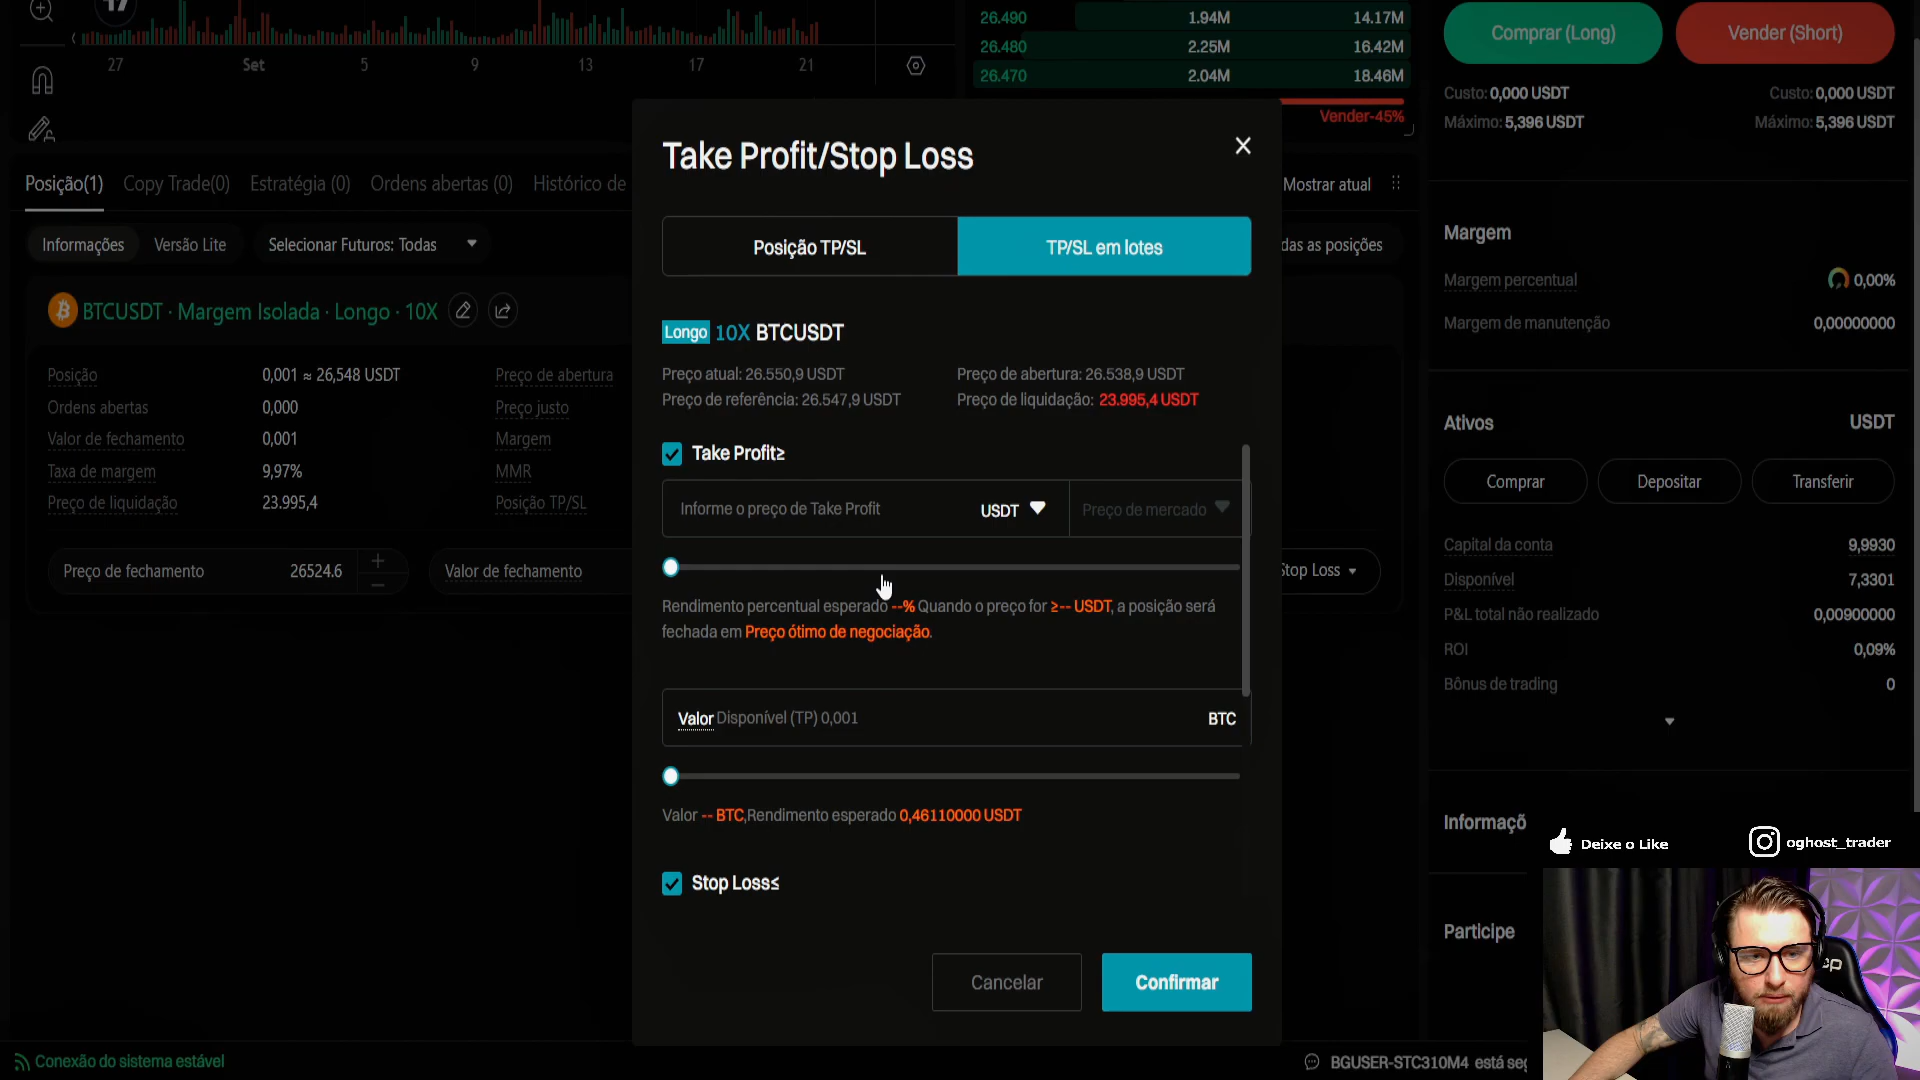 27 Set 5 9 13 17 21
26.490 1.94M 14.17M
26.480 2.25M 16.42M
26.470 2.04M 18.46M
Vender-45%
Comprar (Long) Vender (Short)
Custo: 0,000 USDT Custo: 0,000 USDT
Máximo: 5,396 USDT Máximo: 5,396 USDT
Posição(1) Copy Trade(0) Estratégia (0) Ordens abertas (0) Histórico de
Mostrar atual
Informações Versão Lite Selecionar Futuros: Todas
das as posições
BTCUSDT · Margem Isolada · Longo · 10X
Posição 0,001 ≈ 26,548 USDT Preço de abertura
Ordens abertas 0,000 Preço justo
Valor de fechamento 0,001 Margem
Taxa de margem 9,97% MMR
Preço de liquidação 23.995,4 Posição TP/SL
Preço de fechamento 26524.6 + −
Valor de fechamento
Stop Loss
Take Profit/Stop Loss
Posição TP/SL TP/SL em lotes
Longo 10X BTCUSDT
Preço atual: 26.550,9 USDT Preço de abertura: 26.538,9 USDT
Preço de referência: 26.547,9 USDT Preço de liquidação: 23.995,4 USDT
Take Profit≥
Informe o preço de Take Profit USDT Preço de mercado
Rendimento percentual esperado --% Quando o preço for ≥-- USDT, a posição será
fechada em Preço ótimo de negociação.
Valor Disponível (TP) 0,001 BTC
Valor -- BTC,Rendimento esperado 0,46110000 USDT
Stop Loss≤
Cancelar Confirmar
Margem
Margem percentual 0,00%
Margem de manutenção 0,00000000
Ativos USDT
Comprar Depositar Transferir
Capital da conta 9,9930
Disponível 7,3301
P&L total não realizado 0,00900000
ROI 0,09%
Bônus de trading 0
Informaçõ
Deixe o Like oghost_trader
Participe
Conexão do sistema estável
BGUSER-STC310M4 está seg